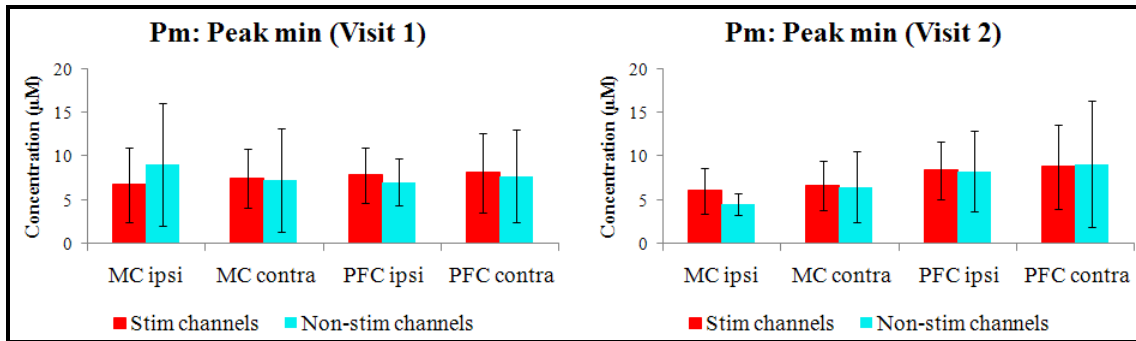 Pm: Peak min (Visit 1)
Concentration (µM)
20
15
10
5
0
MC ipsi MC contra PFC ipsi PFC contra
Stim channels Non-stim channels
Pm: Peak min (Visit 2)
Concentration (µM)
20
15
10
5
0
MC ipsi MC contra PFC ipsi PFC contra
Stim channels Non-stim channels